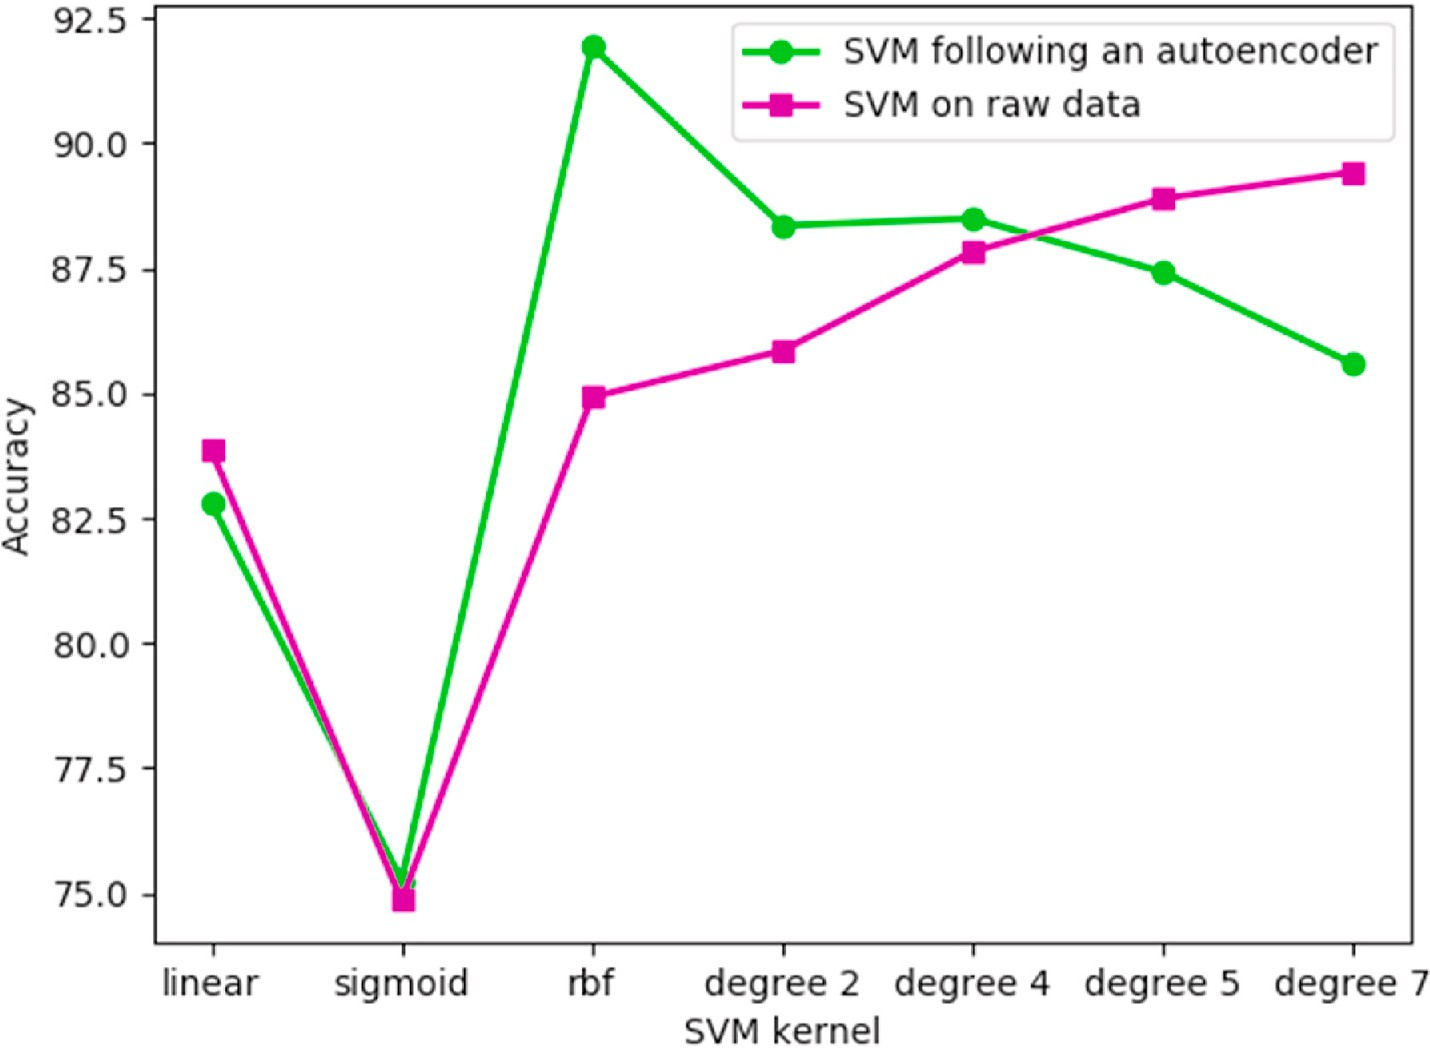 92.5
90.0
87.5
85.0
82.5
80.0
77.5
75.0
Accuracy
SVM following an autoencoder
SVM on raw data
linear sigmoid rbf degree 2 degree 4 degree 5 degree 7
SVM kernel